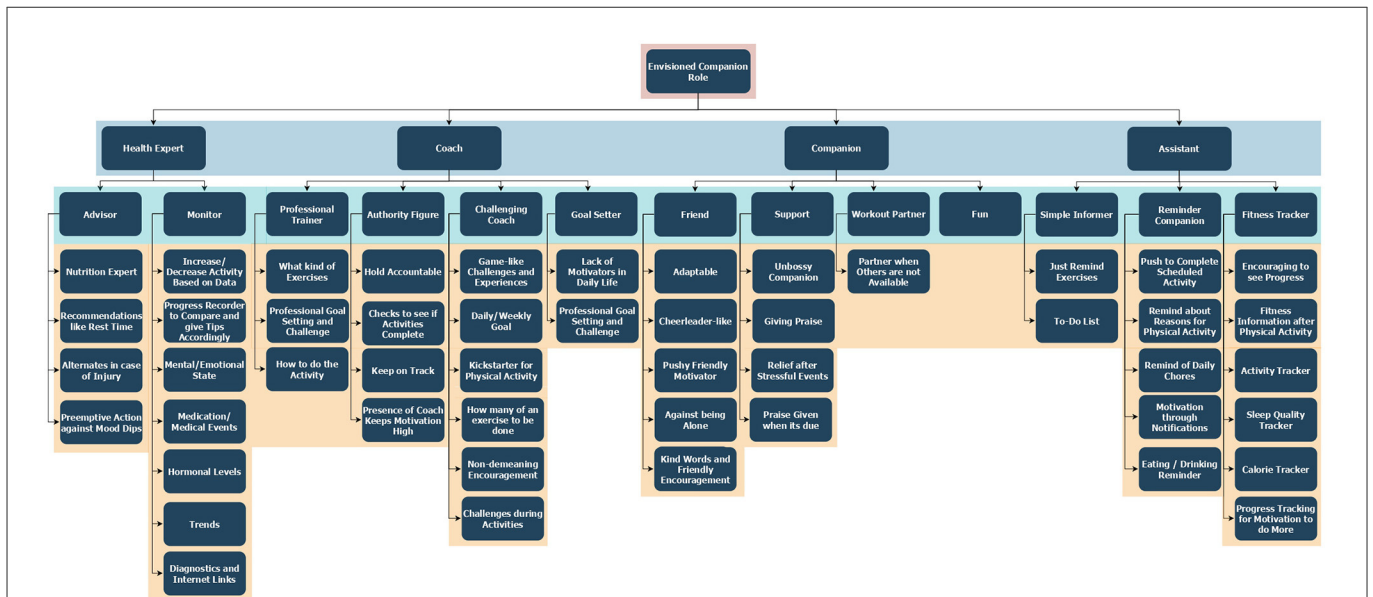 Envisioned Companion
Role
Health Expert
Coach
Companion
Assistant
Advisor
Monitor
Professional
Trainer
Authority Figure
Challenging
Coach
Goal Setter
Friend
Support
Workout Partner
Fun
Simple Informer
Reminder
Companion
Fitness Tracker
Nutrition Expert
Recommendations
like Rest Time
Alternates in case
of Injury
Preemptive Action
against Mood Dips
Increase/
Decrease Activity
Based on Data
Progress Recorder
to Compare and
give Tips
Accordingly
Mental/Emotional
State
Medication/
Medical Events
Hormonal Levels
Trends
Diagnostics and
Internet Links
What kind of
Exercises
Professional Goal
Setting and
Challenge
How to do the
Activity
Hold Accountable
Checks to see if
Activities
Complete
Keep on Track
Presence of Coach
Keeps Motivation
High
Game-like
Challenges and
Experiences
Daily/Weekly
Goal
Kickstarter for
Physical Activity
How many of an
exercise to be
done
Non-demeaning
Encouragement
Challenges during
Activities
Lack of
Motivators in
Daily Life
Professional Goal
Setting and
Challenge
Adaptable
Cheerleader-like
Pushy Friendly
Motivator
Against being
Alone
Kind Words and
Friendly
Encouragement
Unbossy
Companion
Giving Praise
Relief after
Stressful Events
Praise Given
when its due
Partner when
Others are not
Available
Just Remind
Exercises
To-Do List
Push to Complete
Scheduled
Activity
Remind about
Reasons for
Physical Activity
Remind of Daily
Chores
Motivation
through
Notifications
Eating / Drinking
Reminder
Encouraging to
see Progress
Fitness
Information after
Physical Activity
Activity Tracker
Sleep Quality
Tracker
Calorie Tracker
Progress Tracking
for Motivation to
do More